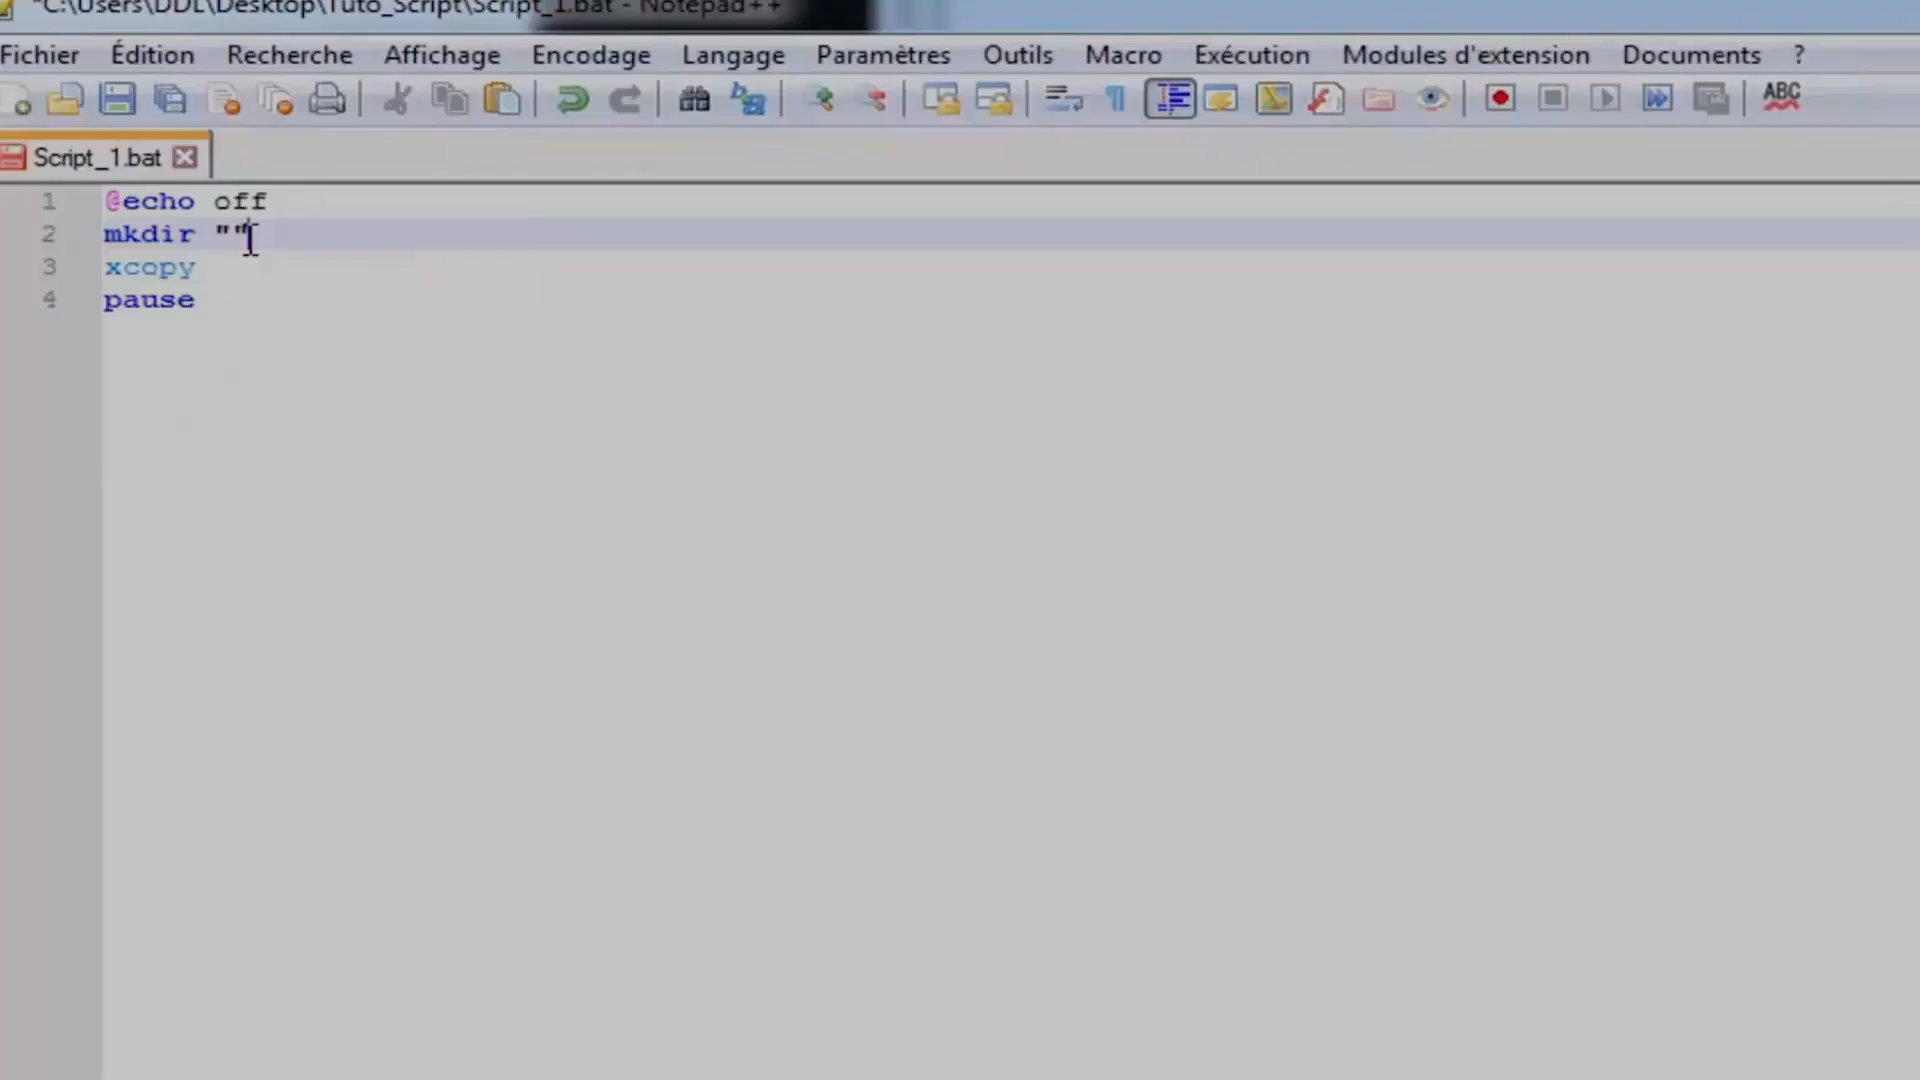 *C:\Users\DDL\Desktop\Tuto_Script\Script_1.bat - Notepad++
Fichier Édition Recherche Affichage Encodage Langage Paramètres Outils Macro Exécution Modules d'extension Documents ?
ABC
Script_1.bat
1 @echo off
2 mkdir ""
3 xcopy
4 pause